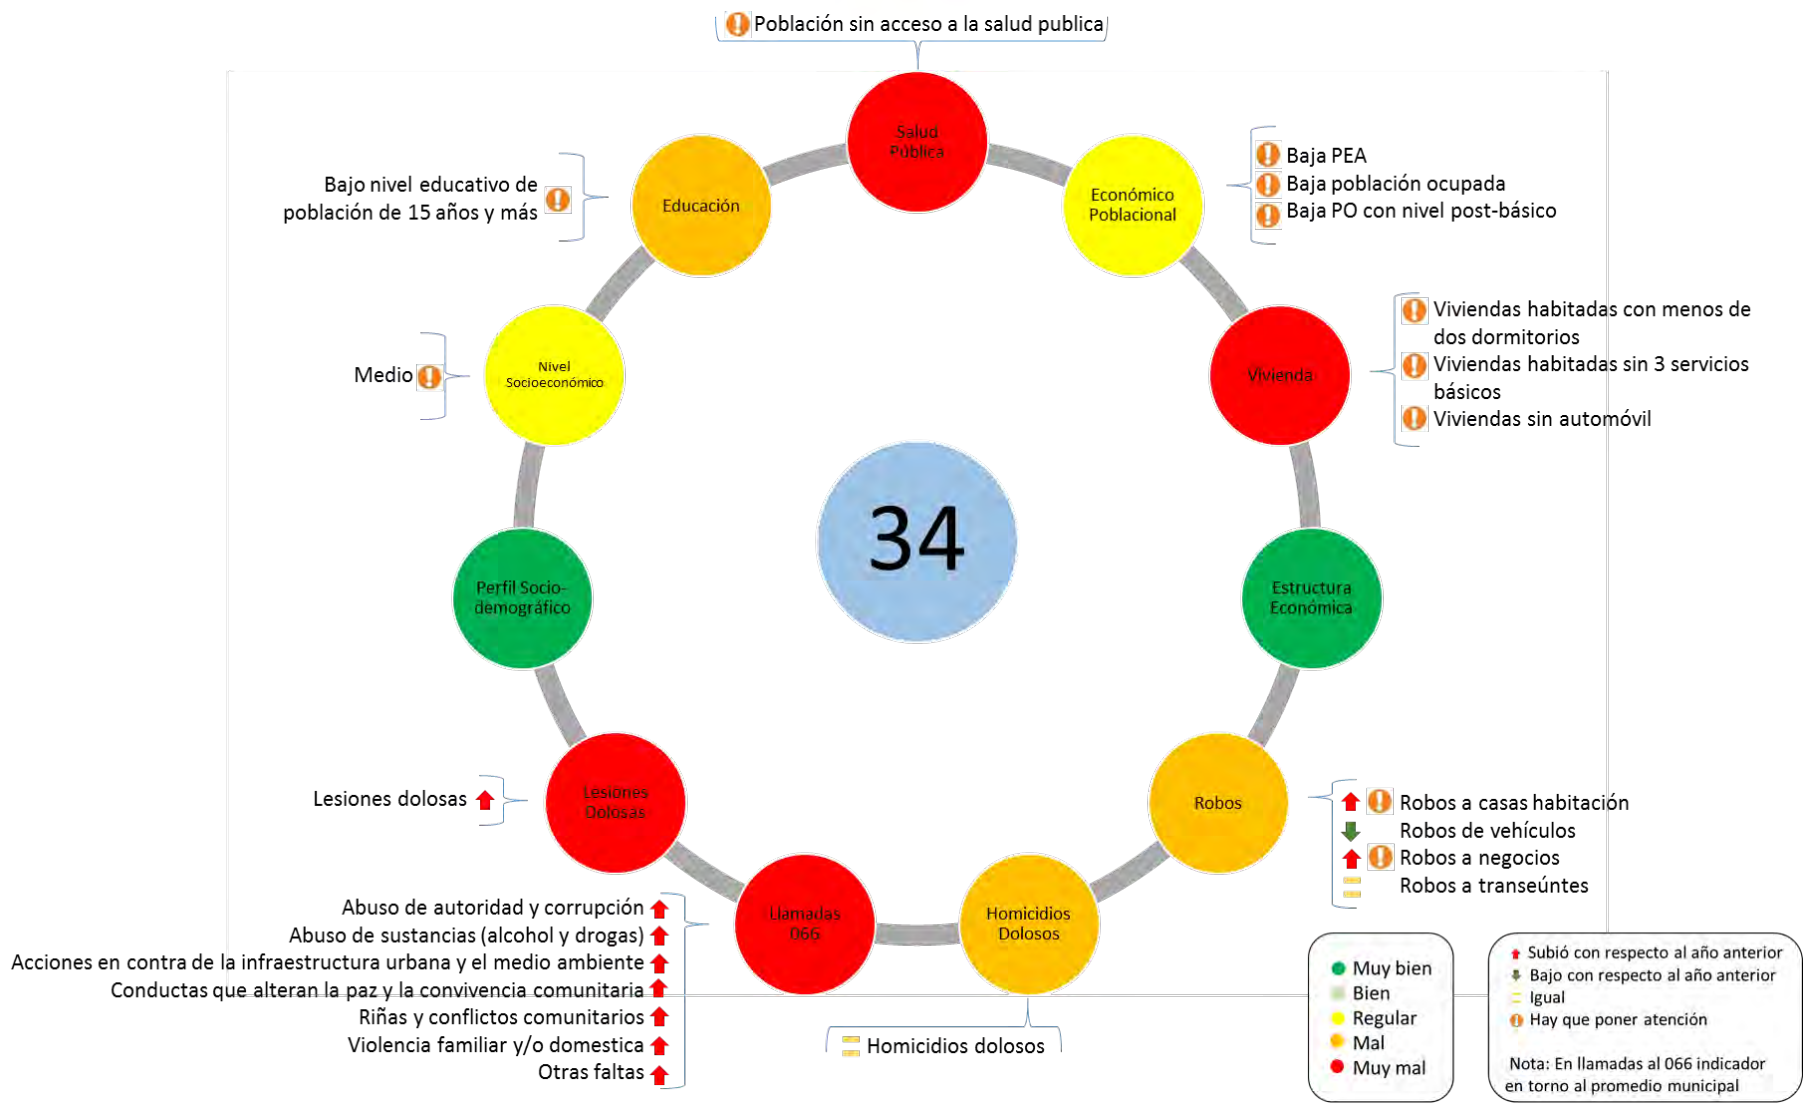 Población sin acceso a la salud publica
Salud
Pública
Económico
Poblacional
Baja PEA
Baja población ocupada
Baja PO con nivel post-básico
Educación
Bajo nivel educativo de
población de 15 años y más
Nivel
Socioeconómico
Medio
Vivienda
Viviendas habitadas con menos de
dos dormitorios
Viviendas habitadas sin 3 servicios
básicos
Viviendas sin automóvil
34
Perfil Socio-
demográfico
Estructura
Económica
Lesiones
Dolosas
Lesiones dolosas
Robos
Robos a casas habitación
Robos de vehículos
Robos a negocios
Robos a transeúntes
Llamadas
066
Abuso de autoridad y corrupción
Abuso de sustancias (alcohol y drogas)
Acciones en contra de la infraestructura urbana y el medio ambiente
Conductas que alteran la paz y la convivencia comunitaria
Riñas y conflictos comunitarios
Violencia familiar y/o domestica
Otras faltas
Homicidios
Dolosos
Homicidios dolosos
Muy bien
Bien
Regular
Mal
Muy mal
Subió con respecto al año anterior
Bajo con respecto al año anterior
Igual
Hay que poner atención
Nota: En llamadas al 066 indicador
en torno al promedio municipal